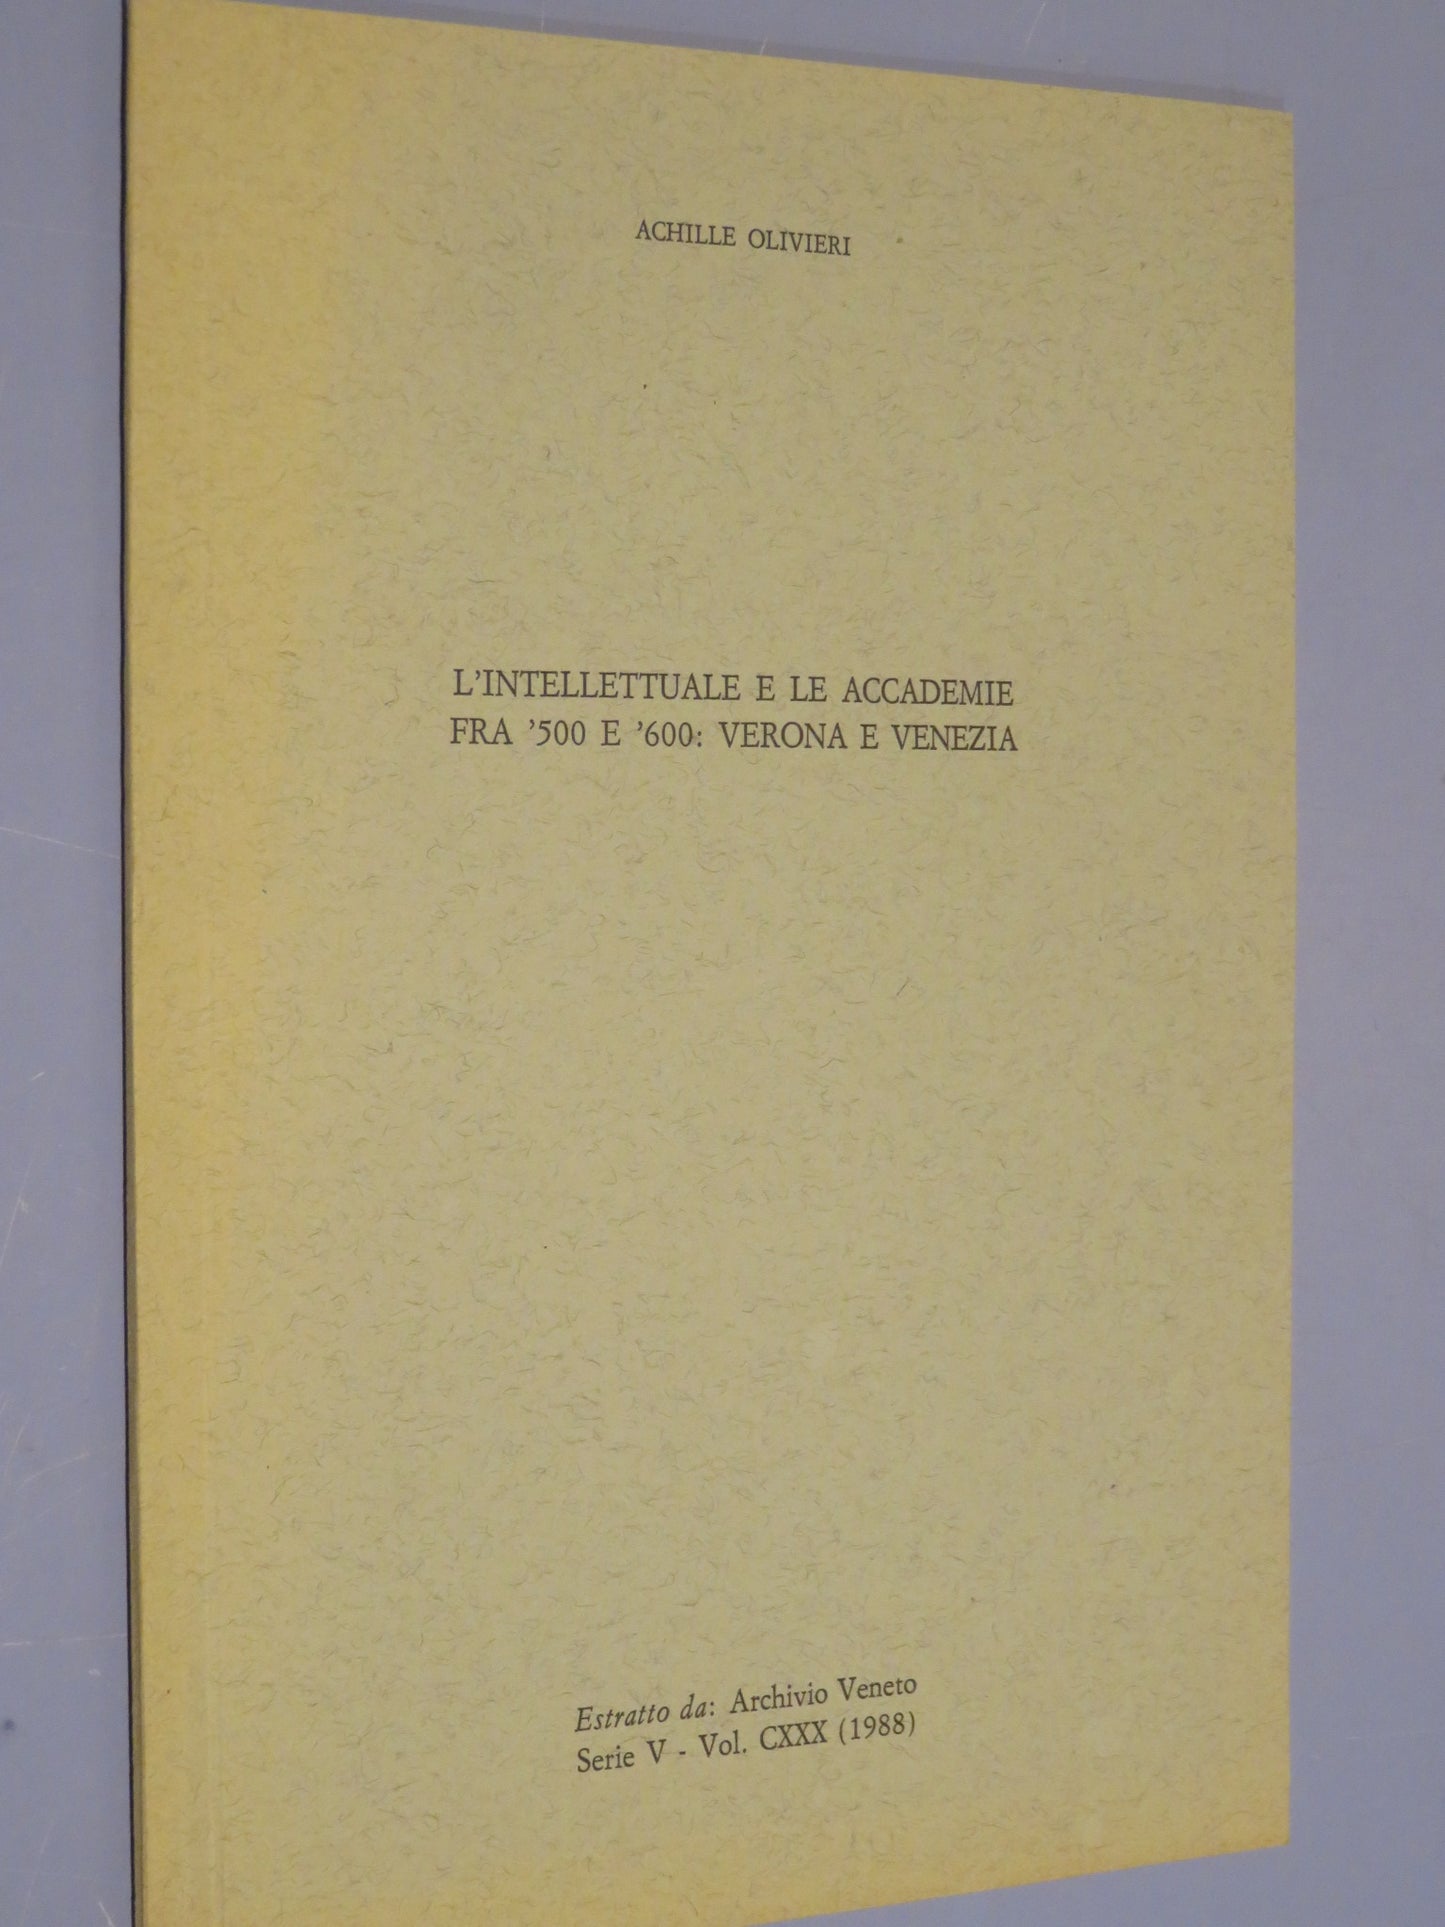 ACHILLE OLIVIERI
L'INTELLETTUALE E LE ACCADEMIE
FRA '500 E '600: VERONA E VENEZIA
Estratto da: Archivio Veneto
Serie V - Vol. CXXX (1988)